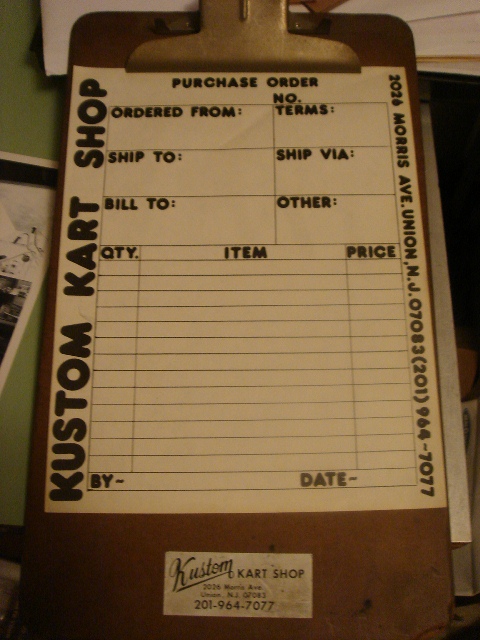 PURCHASE ORDER
NO.
KUSTOM KART SHOP
ORDERED FROM:
TERMS:
SHIP TO:
SHIP VIA:
BILL TO:
OTHER:
QTY.
ITEM
PRICE
BY~
DATE~
2026 MORRIS AVE. UNION, N.J. 07083 (201) 964-7077
Kustom KART SHOP
2026 Morris Ave.
Union, N.J. 07083
201-964-7077